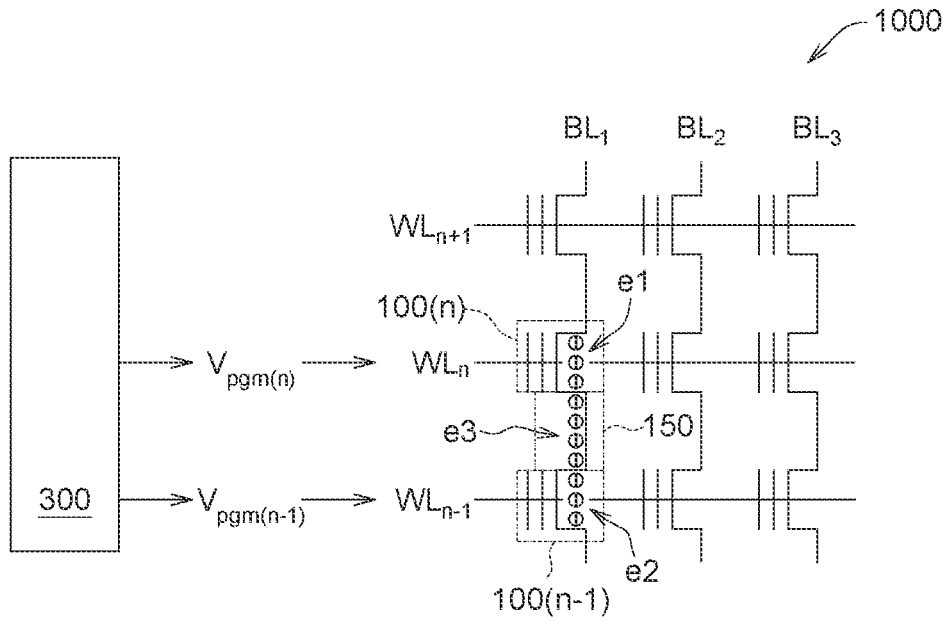 1000
BL1 BL2 BL3
WLn+1
100(n) e1
Vpgm(n) WLn
e3 150
300 Vpgm(n-1) WLn-1
e2
100(n-1)